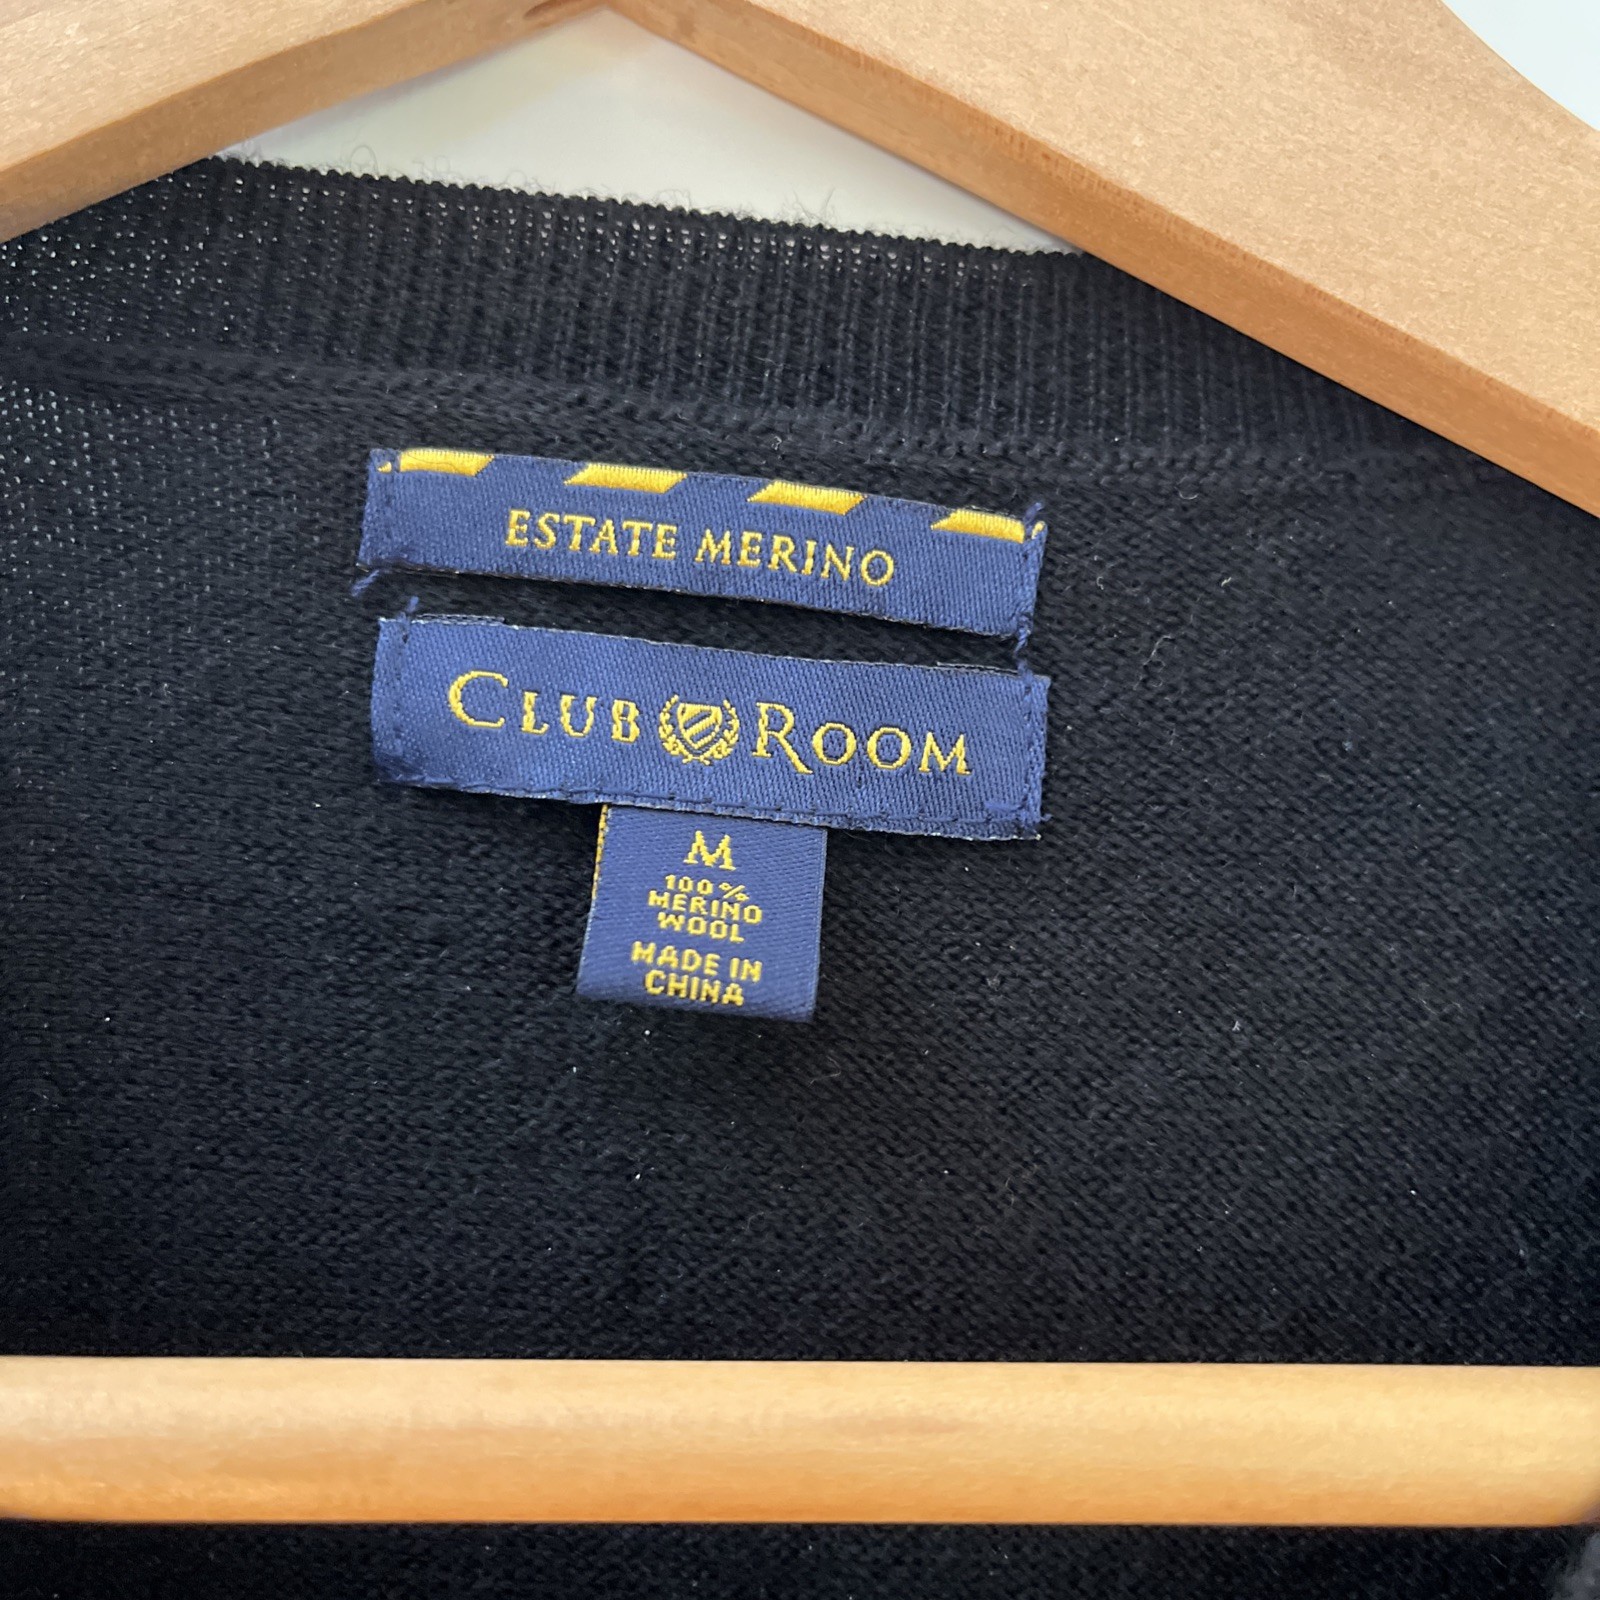 ESTATE MERINO
CLUB ROOM
M
100%
MERINO
WOOL
MADE IN
CHINA